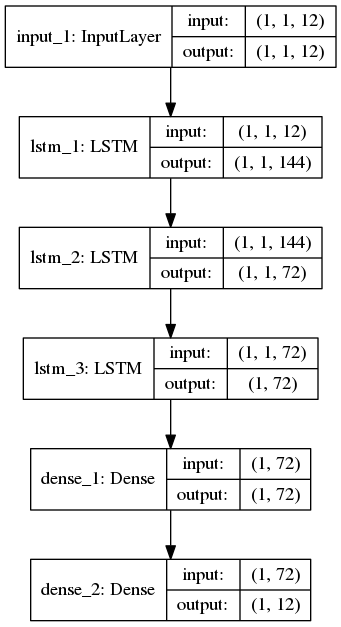 input_1: InputLayer
input: (1, 1, 12)
output: (1, 1, 12)
lstm_1: LSTM
input: (1, 1, 12)
output: (1, 1, 144)
lstm_2: LSTM
input: (1, 1, 144)
output: (1, 1, 72)
lstm_3: LSTM
input: (1, 1, 72)
output: (1, 72)
dense_1: Dense
input: (1, 72)
output: (1, 72)
dense_2: Dense
input: (1, 72)
output: (1, 12)